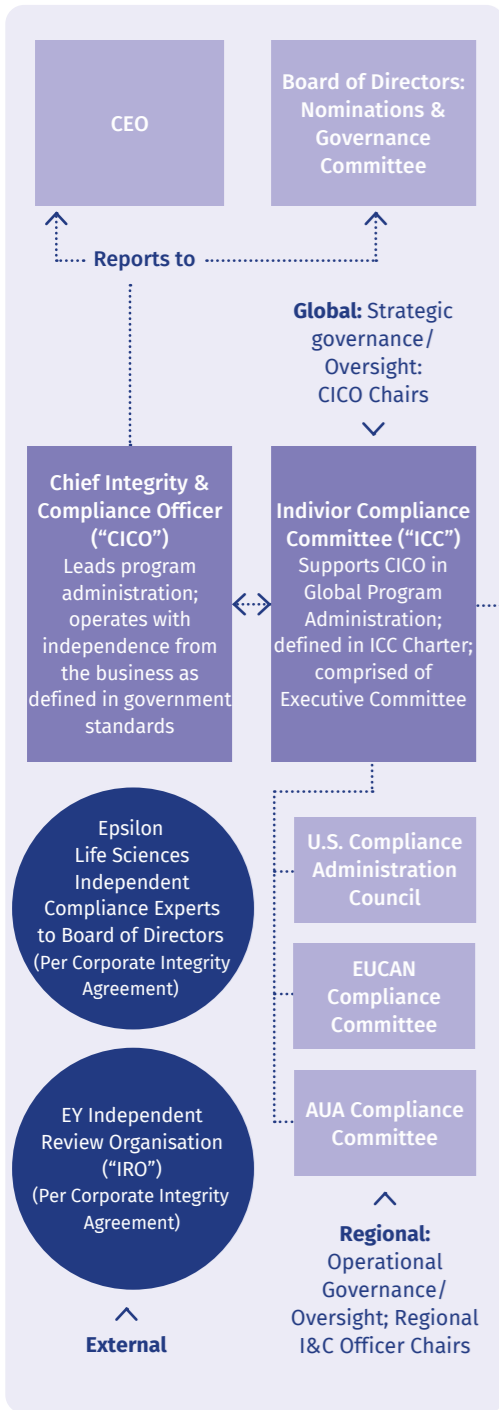 CEO
Board of Directors:
Nominations &
Governance
Committee
Reports to
Global: Strategic
governance/
Oversight:
CICO Chairs
Chief Integrity &
Compliance Officer
(“CICO”)
Leads program
administration;
operates with
independence from
the business as
defined in government
standards
Indivior Compliance
Committee (“ICC”)
Supports CICO in
Global Program
Administration;
defined in ICC Charter;
comprised of
Executive Committee
Epsilon
Life Sciences
Independent
Compliance Experts
to Board of Directors
(Per Corporate Integrity
Agreement)
EY Independent
Review Organisation
(“IRO”)
(Per Corporate Integrity
Agreement)
External
U.S. Compliance
Administration
Council
EUCAN
Compliance
Committee
AUA Compliance
Committee
Regional:
Operational
Governance/
Oversight; Regional
I&C Officer Chairs